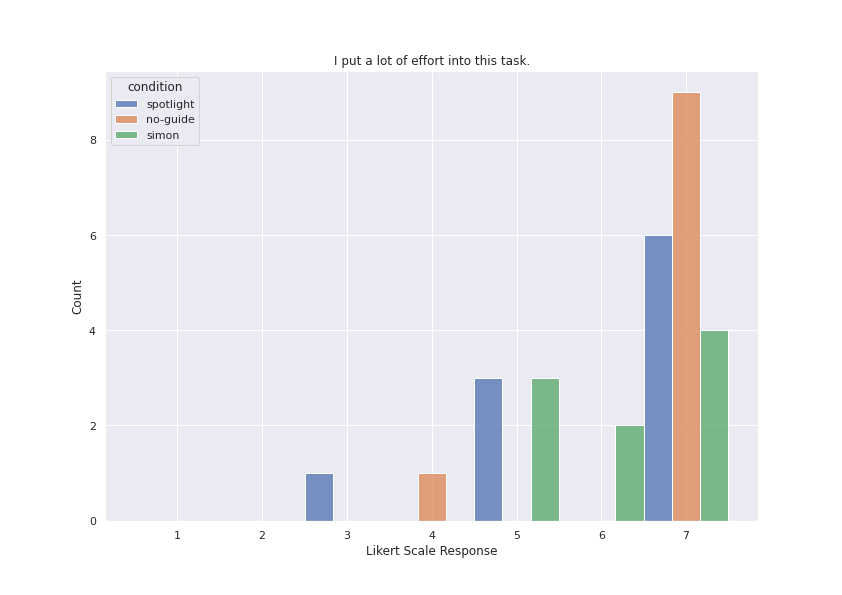 I put a lot of effort into this task.
condition
spotlight
no-guide
simon
8
6
4
2
0
Count
1 2 3 4 5 6 7
Likert Scale Response